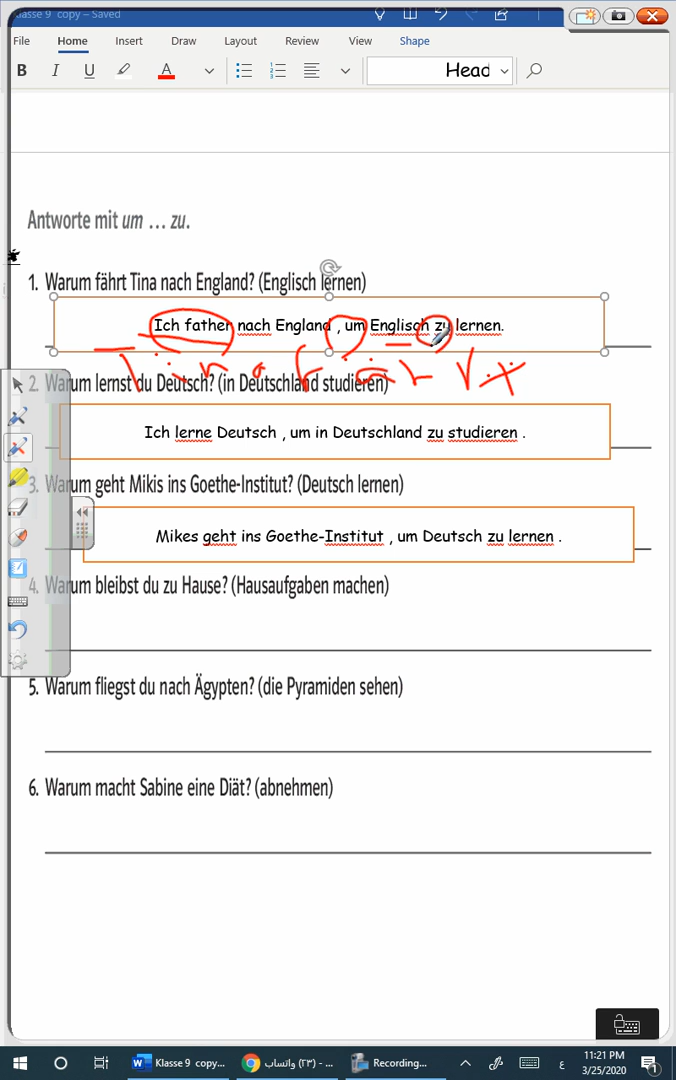 Klasse 9 copy – Saved
File Home Insert Draw Layout Review View Shape
B I U A Head
Antworte mit um ... zu.
1. Warum fährt Tina nach England? (Englisch lernen)
Ich father nach England , um Englisch zu lernen.
Tina fährt
2. Warum lernst du Deutsch? (in Deutschland studieren)
Ich lerne Deutsch , um in Deutschland zu studieren .
3. Warum geht Mikis ins Goethe-Institut? (Deutsch lernen)
Mikes geht ins Goethe-Institut , um Deutsch zu lernen .
4. Warum bleibst du zu Hause? (Hausaufgaben machen)
5. Warum fliegst du nach Ägypten? (die Pyramiden sehen)
6. Warum macht Sabine eine Diät? (abnehmen)
Klasse 9 copy... (٢٣) واتساب - ... Recording... ع 11:21 PM
3/25/2020 1